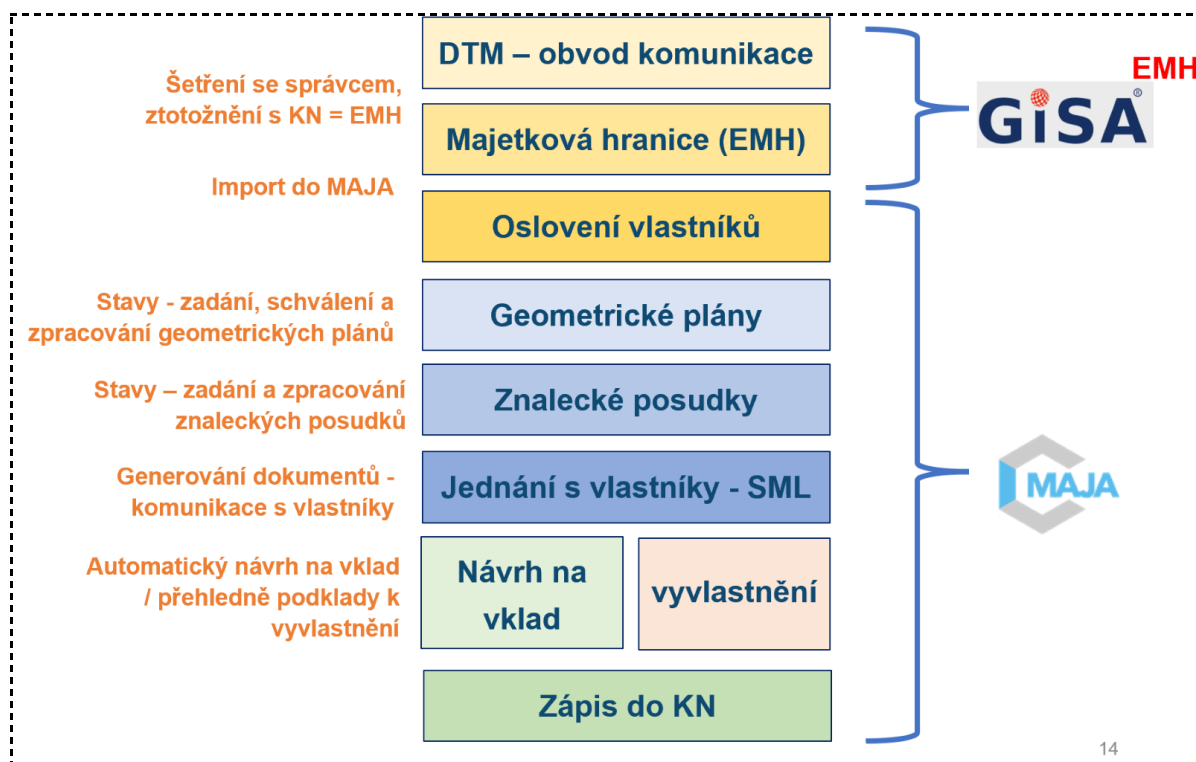 DTM – obvod komunikace
EMH
Šetření se správcem,
ztotožnění s KN = EMH
GiSA®
Majetková hranice (EMH)
Import do MAJA
Oslovení vlastníků
Stavy - zadání, schválení a
zpracování geometrických plánů
Geometrické plány
Stavy – zadání a zpracování
znaleckých posudků
Znalecké posudky
Generování dokumentů -
komunikace s vlastníky
Jednání s vlastníky - SML
MAJA
Automatický návrh na vklad
/ přehledně podklady k
vyvlastnění
Návrh na
vklad
vyvlastnění
Zápis do KN
14